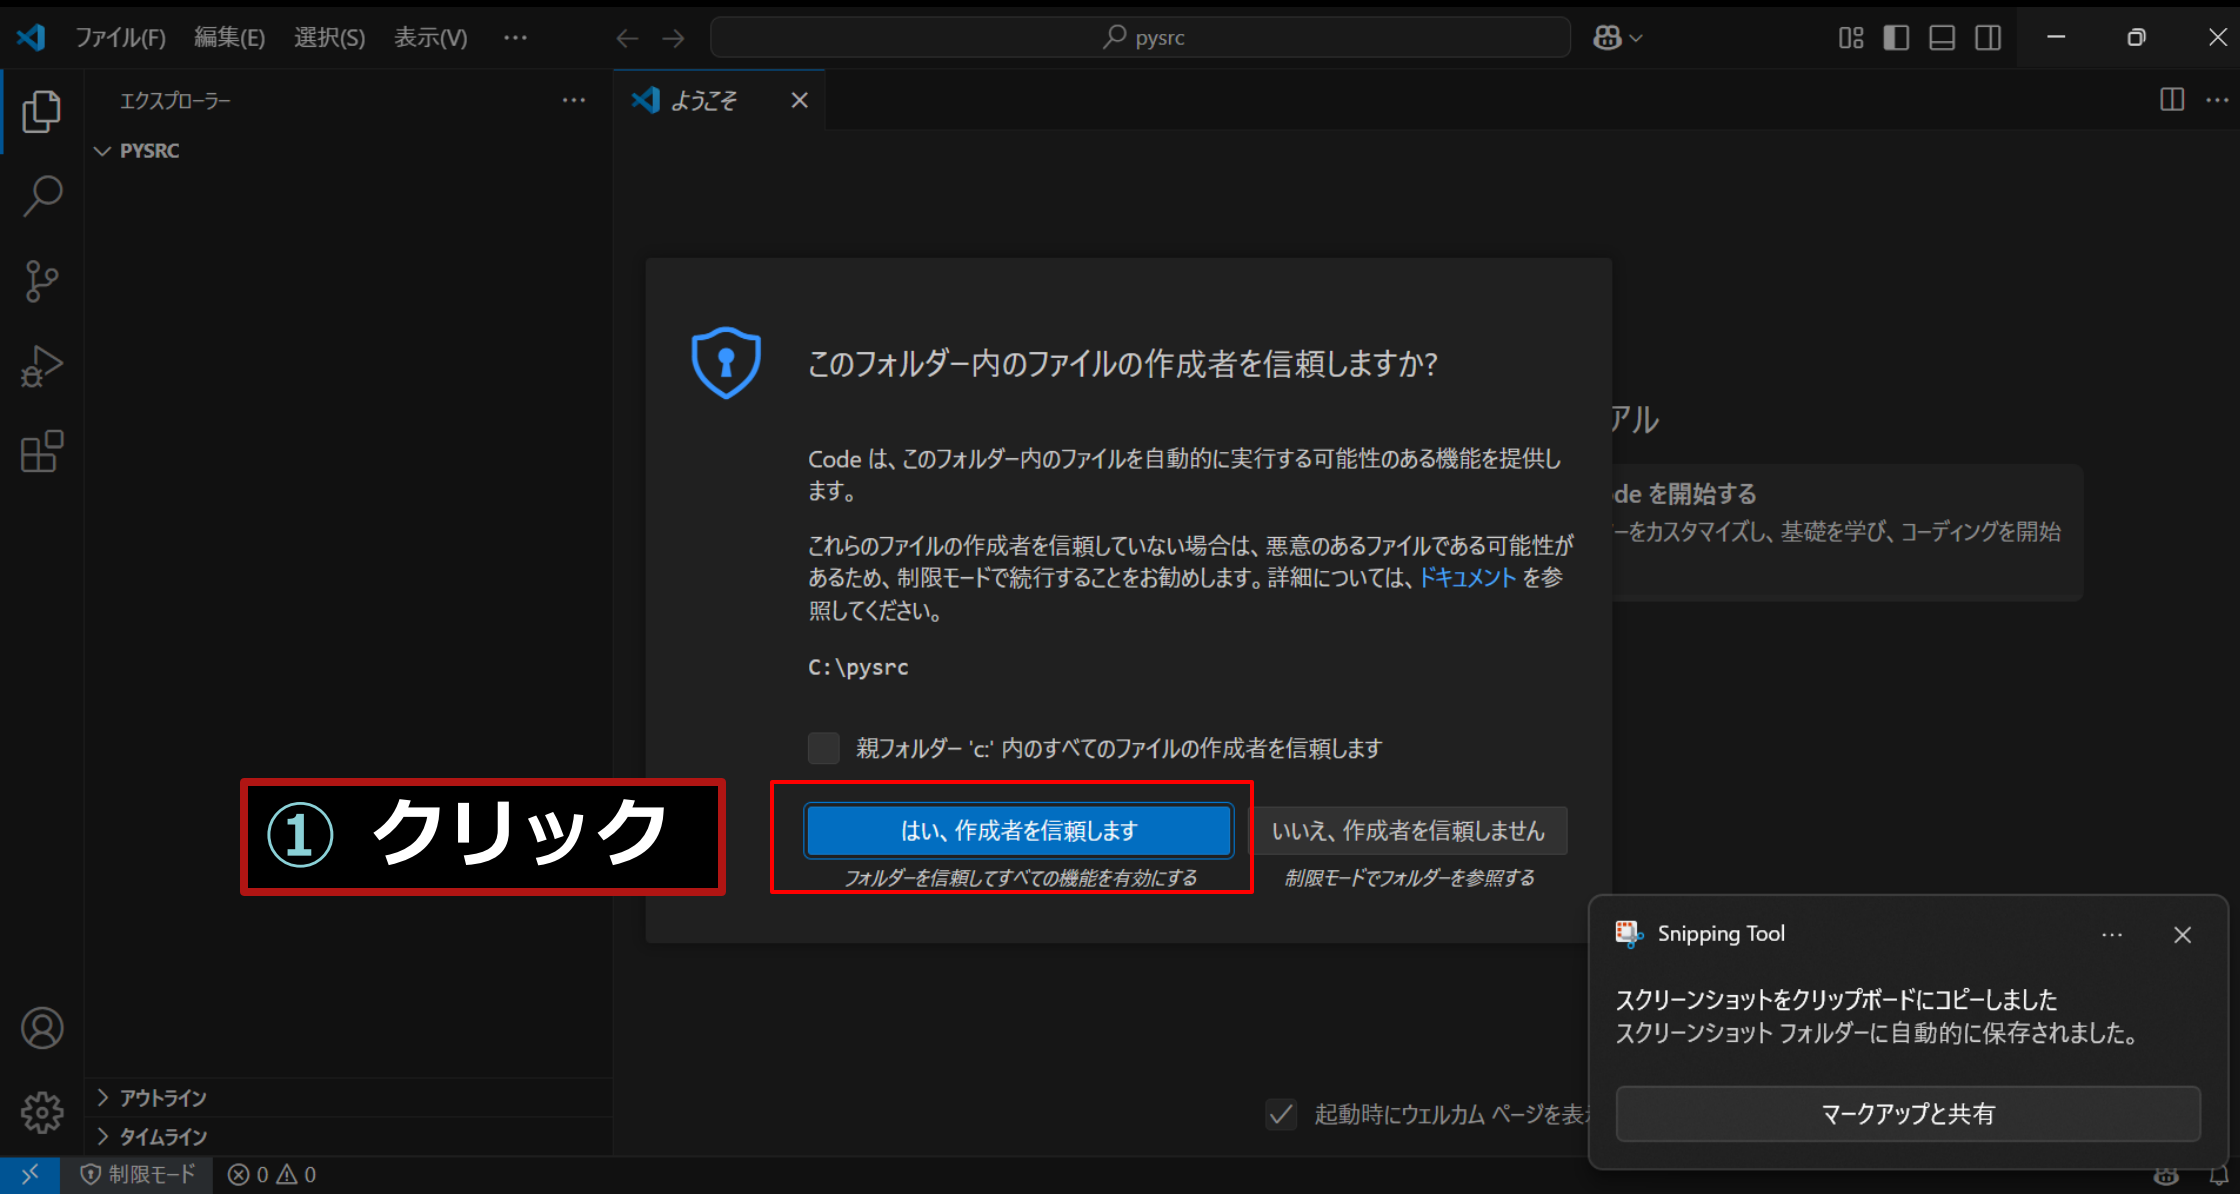 ファイル(F) 編集(E) 選択(S) 表示(V) ··· pysrc
エクスプローラー
ようこそ
PYSRC
このフォルダー内のファイルの作成者を信頼しますか?
アル
Code は、このフォルダー内のファイルを自動的に実行する可能性のある機能を提供し
ます。
de を開始する
ーをカスタマイズし、基礎を学び、コーディングを開始
これらのファイルの作成者を信頼していない場合は、悪意のあるファイルである可能性が
あるため、制限モードで続行することをお勧めします。詳細については、ドキュメント を参
照してください。
C:\pysrc
親フォルダー 'c:' 内のすべてのファイルの作成者を信頼します
① クリック
はい、作成者を信頼します
いいえ、作成者を信頼しません
フォルダーを信頼してすべての機能を有効にする
制限モードでフォルダーを参照する
Snipping Tool
スクリーンショットをクリップボードにコピーしました
スクリーンショット フォルダーに自動的に保存されました。
マークアップと共有
アウトライン
タイムライン
起動時にウェルカム ページを表
制限モード 0 0